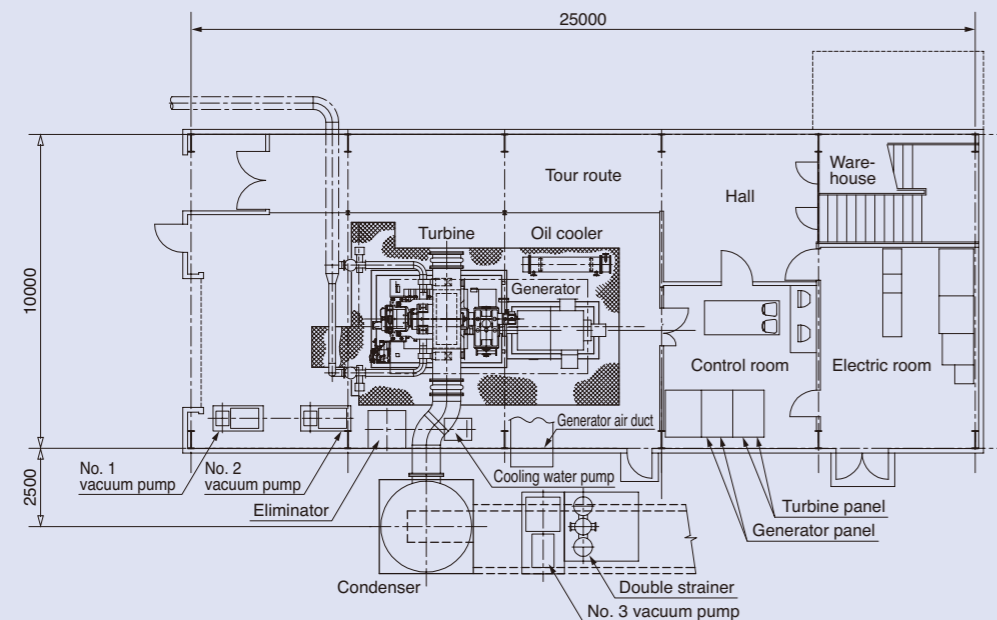 25000
Ware-
house
Tour route
Hall
Turbine
Oil cooler
10000
Generator
Control room
Electric room
Generator air duct
No. 1
vacuum pump
No. 2
vacuum pump
Cooling water pump
2500
Eliminator
Turbine panel
Generator panel
Condenser
Double strainer
No. 3 vacuum pump